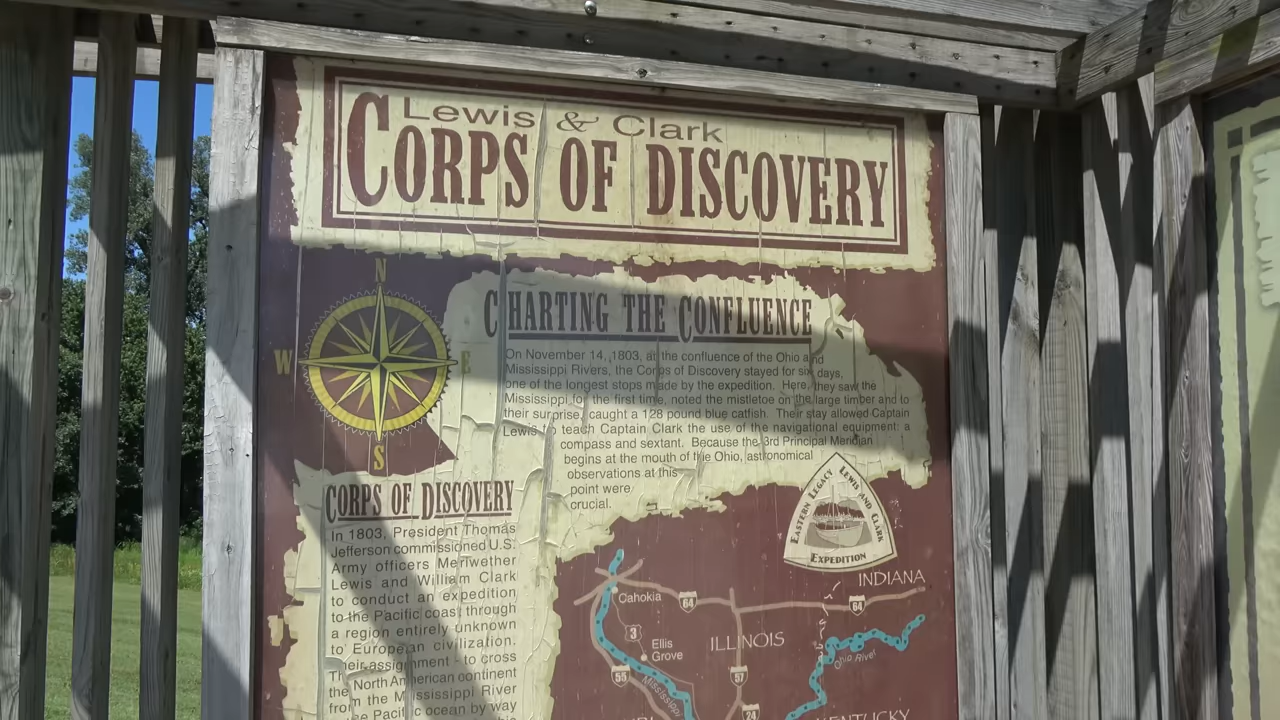 Lewis & Clark
CORPS OF DISCOVERY
N
W
E
S
CHARTING THE CONFLUENCE
On November 14, 1803, at the confluence of the Ohio and
Mississippi Rivers, the Corps of Discovery stayed for six days,
one of the longest stops made by the expedition. Here, they saw the
Mississippi for the first time, noted the mistletoe on the large timber and to
their surprise, caught a 128 pound blue catfish. Their stay allowed Captain
Lewis to teach Captain Clark the use of the navigational equipment: a
compass and sextant. Because the 3rd Principal Meridian
begins at the mouth of the Ohio, astronomical
observations at this
point were
crucial.
CORPS OF DISCOVERY
In 1803, President Thomas
Jefferson commissioned U.S.
Army officers Meriwether
Lewis and William Clark
to conduct an expedition
to the Pacific coast through
a region entirely unknown
to European civilization.
Their assignment - to cross
The North American continent
from the Mississippi River
Pacific ocean by way
EASTERN LEGACY LEWIS AND CLARK
EXPEDITION
INDIANA
Cahokia
64
64
3
Ellis
Grove
ILLINOIS
Ohio River
55
57
Mississippi
24
KENTUCKY